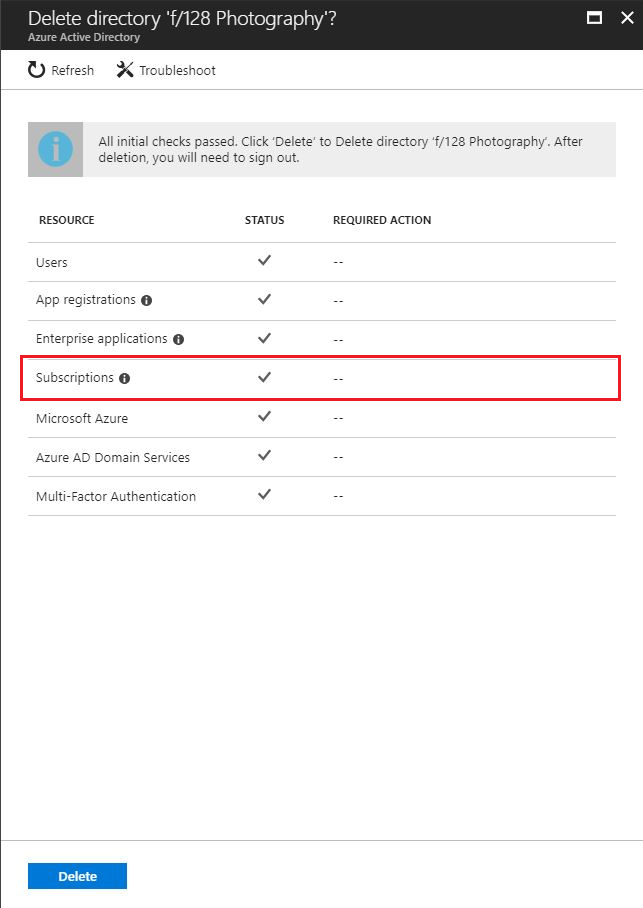 Delete directory 'f/128 Photography'?
Azure Active Directory
Refresh Troubleshoot
All initial checks passed. Click ‘Delete’ to Delete directory ‘f/128 Photography’. After
deletion, you will need to sign out.
RESOURCE STATUS REQUIRED ACTION
Users --
App registrations --
Enterprise applications --
Subscriptions --
Microsoft Azure --
Azure AD Domain Services --
Multi-Factor Authentication --
Delete